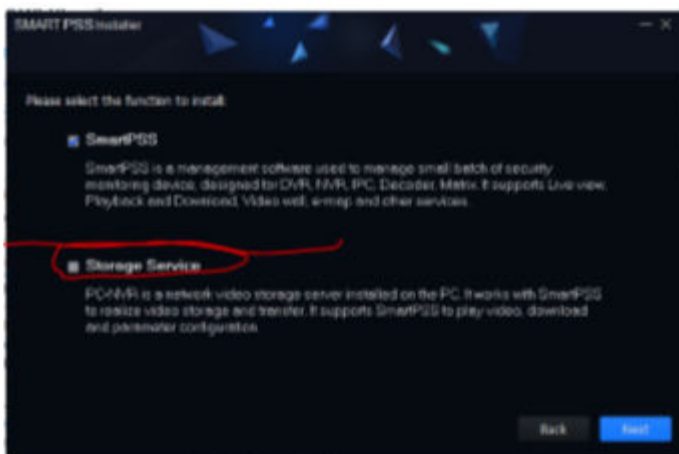 SMART PSS Installer
Please select the function to install:
SmartPSS
SmartPSS is a management software used to manage small batch of security
monitoring device, designed for DVR, NVR, IPC, Decoder, Matrix. It supports Live view,
Playback and Download, Video wall, e-map and other services.
Storage Service
PC-NVR is a network video storage server installed on the PC. It works with SmartPSS
to realize video storage and transfer. It supports SmartPSS to play video, download
and parameter configuration.
Back
Next